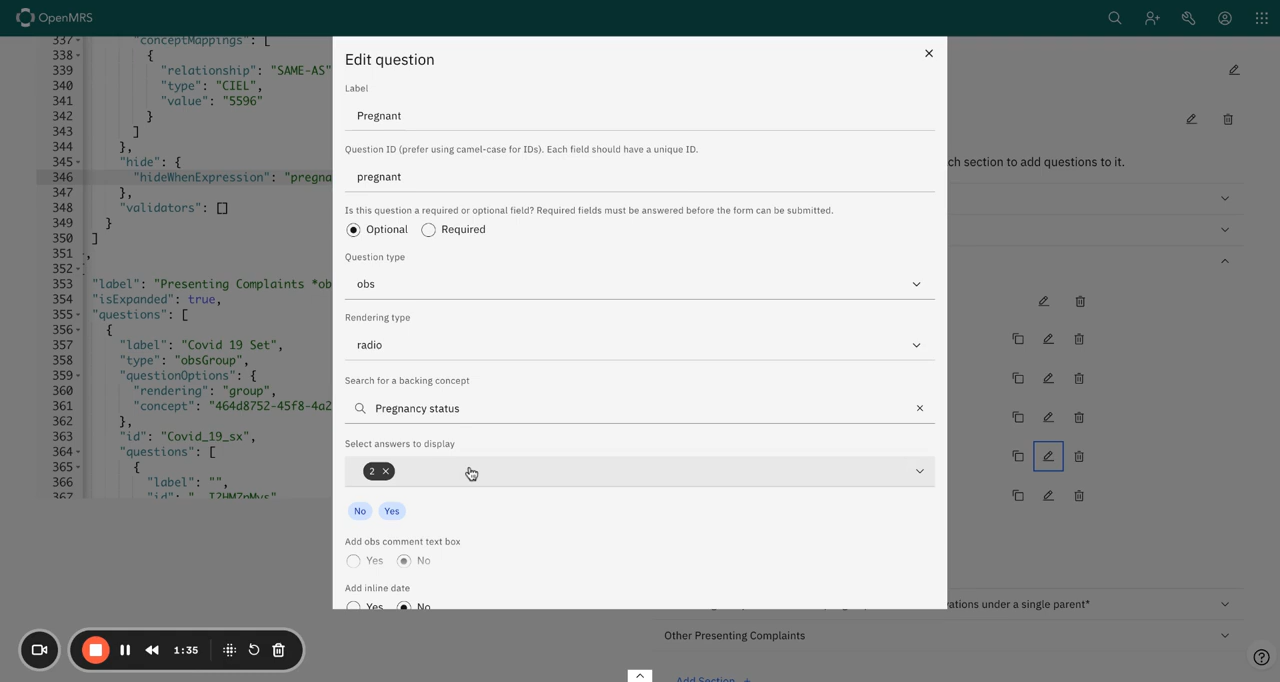 OpenMRS
337 "conceptMappings": [
338 {
339 "relationship": "SAME-AS"
340 "type": "CIEL",
341 "value": "5596"
342 }
343 ]
344 },
345 "hide": {
346 "hideWhenExpression": "pregna
347 },
348 "validators": []
349 }
350 ]
351 ,
352
353 "label": "Presenting Complaints *ob
354 "isExpanded": true,
355 "questions": [
356 {
357 "label": "Covid 19 Set",
358 "type": "obsGroup",
359 "questionOptions": {
360 "rendering": "group",
361 "concept": "464d8752-45f8-4a2
362 },
363 "id": "Covid_19_sx",
364 "questions": [
365 {
366 "label": "",
367
Edit question
Label
Pregnant
Question ID (prefer using camel-case for IDs). Each field should have a unique ID.
pregnant
Is this question a required or optional field? Required fields must be answered before the form can be submitted.
Optional Required
Question type
obs
Rendering type
radio
Search for a backing concept
Pregnancy status
Select answers to display
2 ×
No Yes
Add obs comment text box
Yes No
Add inline date
Yes No
ch section to add questions to it.
vations under a single parent*
Other Presenting Complaints
Add Section +
1:35